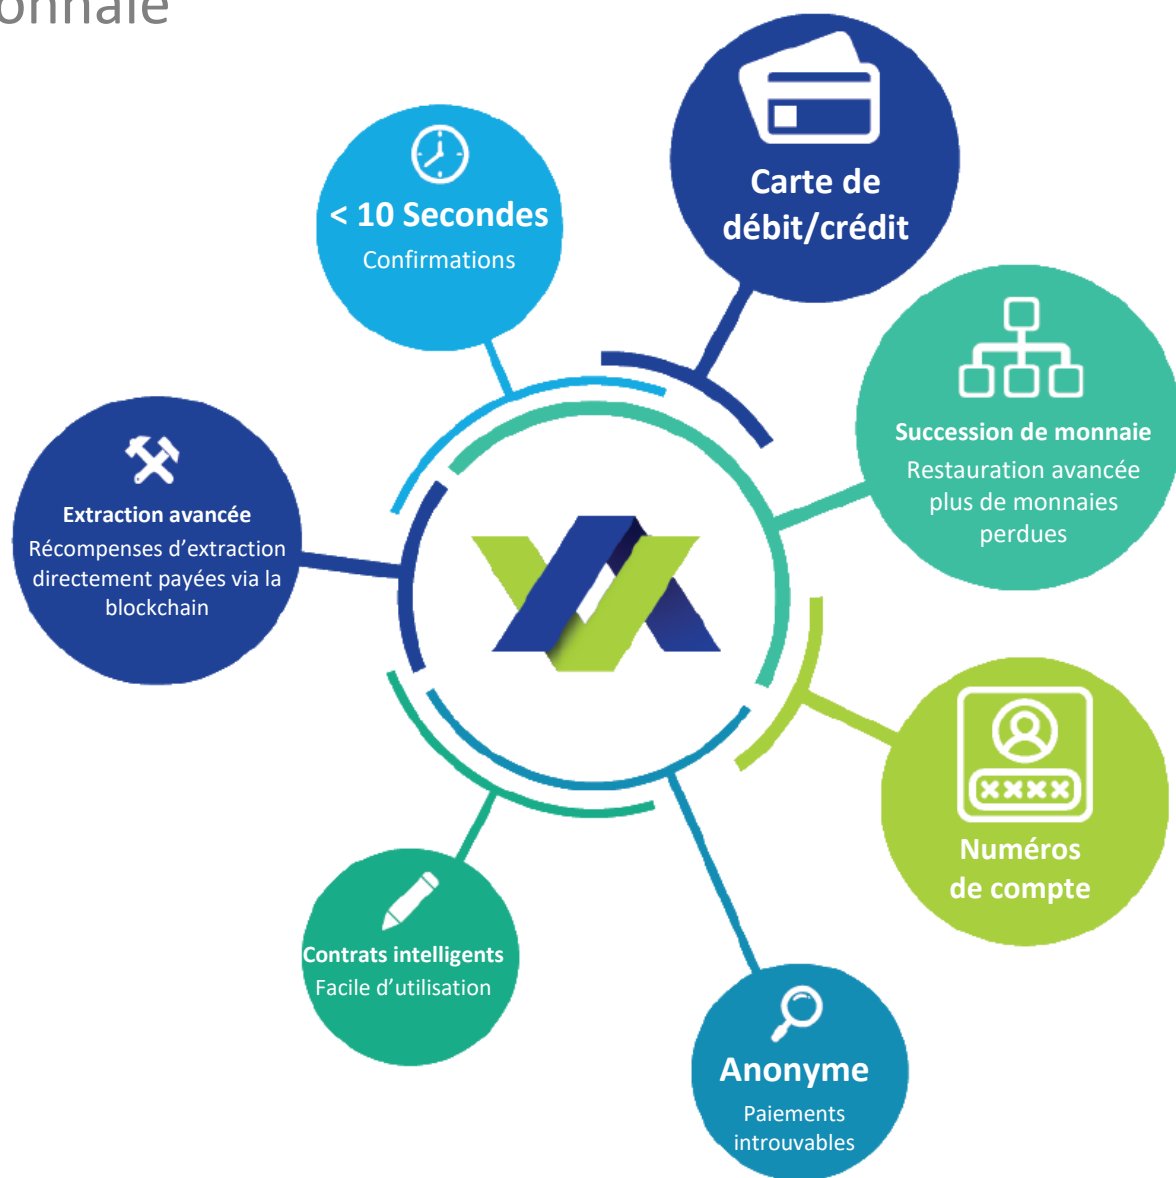 < 10 Secondes
Confirmations
Carte de
débit/crédit
Succession de monnaie
Restauration avancée
plus de monnaies
perdues
Extraction avancée
Récompenses d’extraction
directement payées via la
blockchain
Numéros
de compte
Contrats intelligents
Facile d’utilisation
Anonyme
Paiements
introuvables